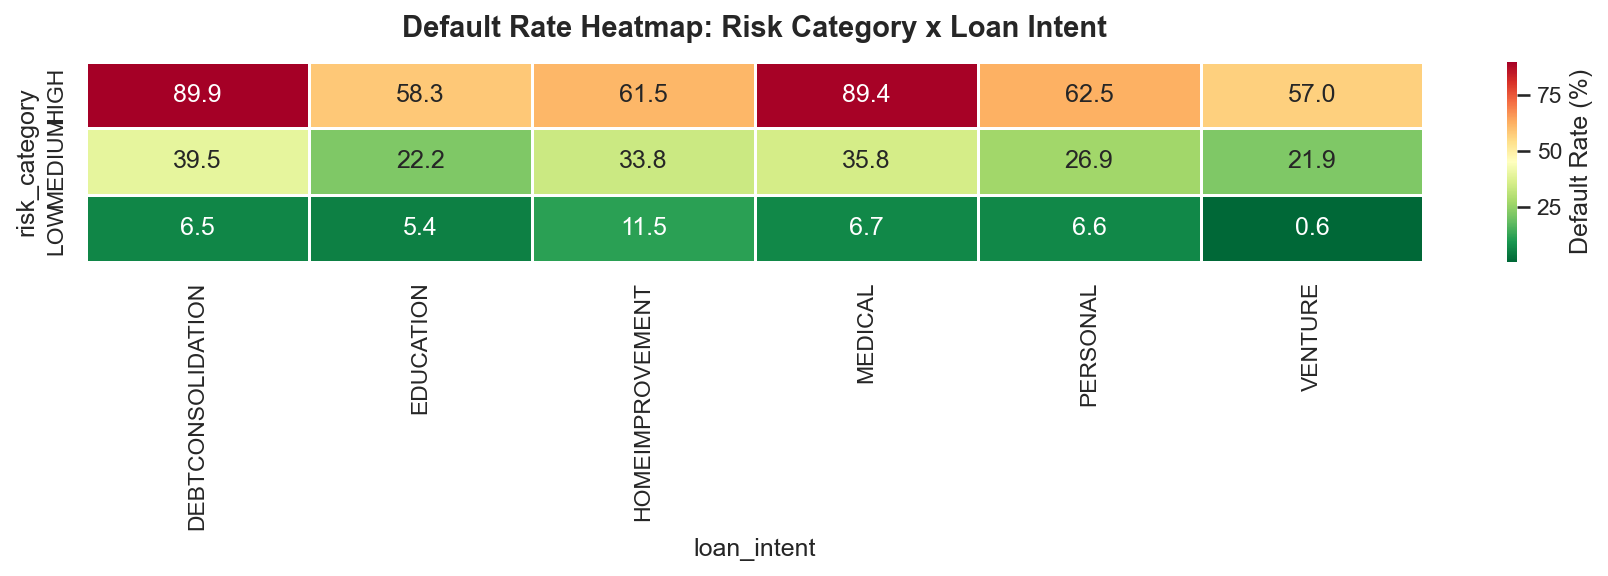 Default Rate Heatmap: Risk Category x Loan Intent
risk_category
HIGH
89.9 58.3 61.5 89.4 62.5 57.0
MEDIUM
39.5 22.2 33.8 35.8 26.9 21.9
LOW
6.5 5.4 11.5 6.7 6.6 0.6
DEBTCONSOLIDATION
EDUCATION
HOMEIMPROVEMENT
MEDICAL
PERSONAL
VENTURE
loan_intent
75
50
25
Default Rate (%)